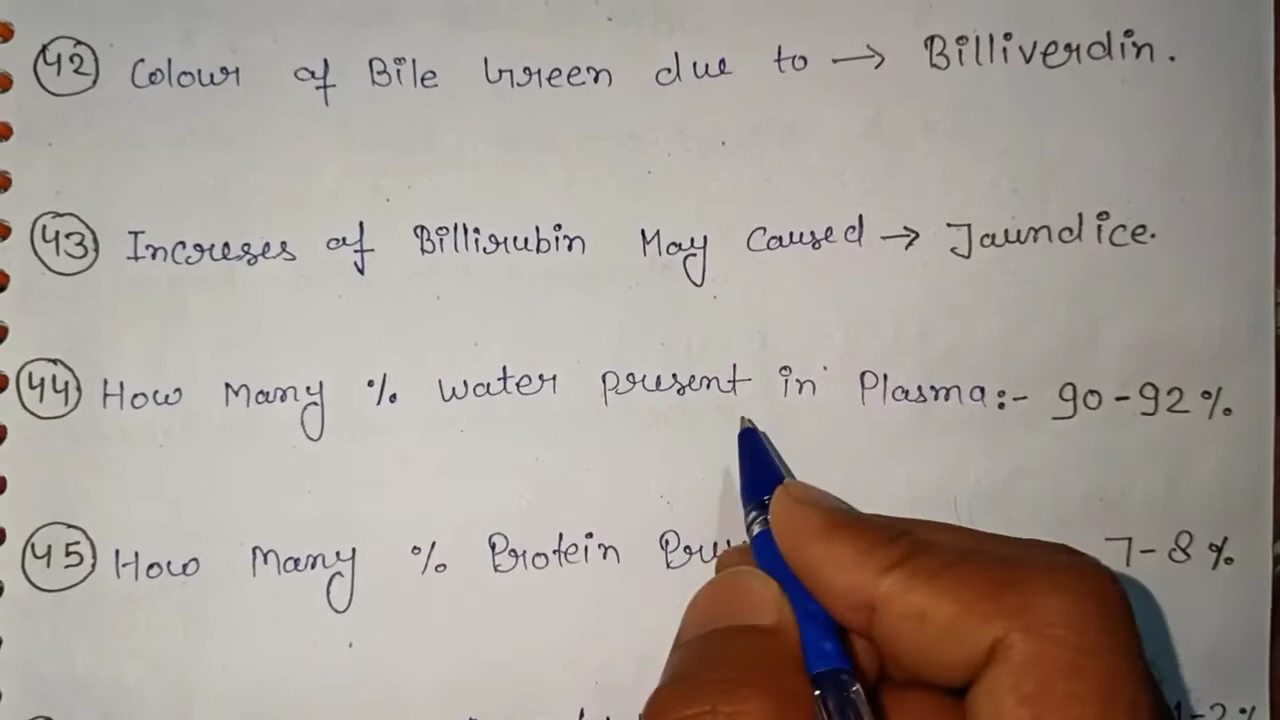 42 Colour of Bile Green due to → Billiverdin.
43 Increses of Billirubin May Caused → Jaundice.
44 How Many % water present in Plasma:- 90-92%
45 How Many % Protein 7-8%